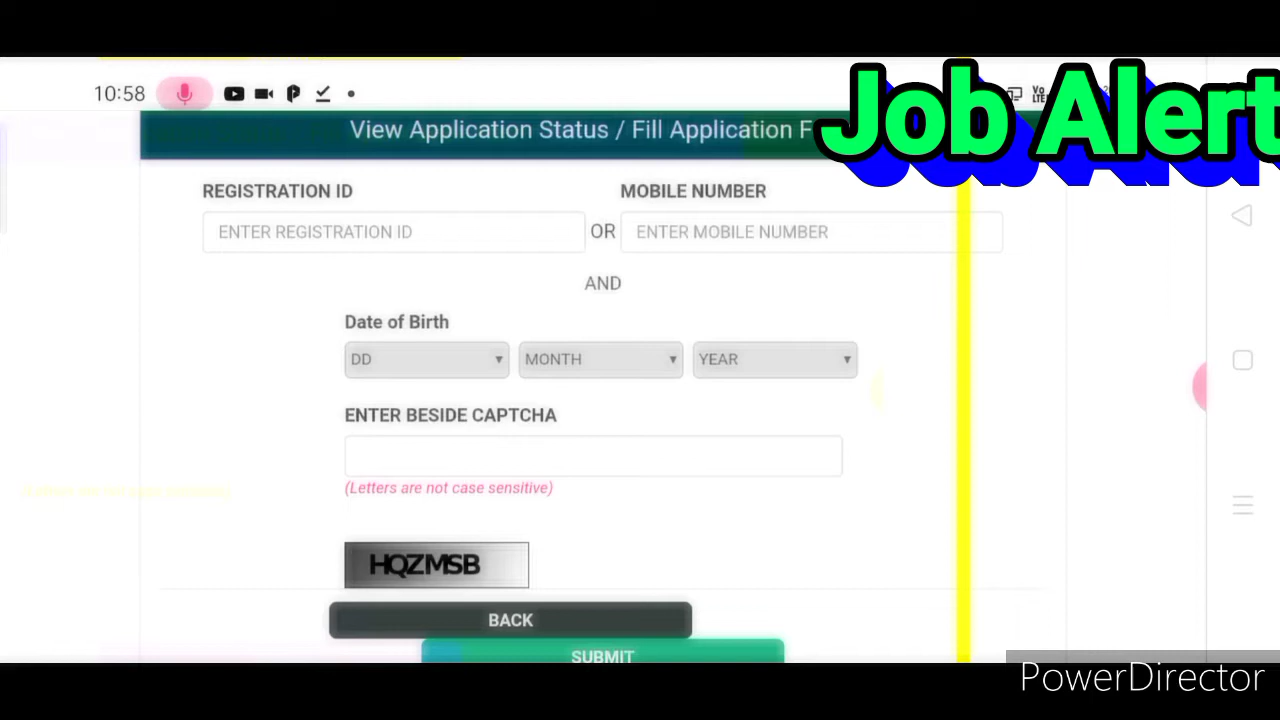 10:58
Job Alert
View Application Status / Fill Application F
REGISTRATION ID
MOBILE NUMBER
ENTER REGISTRATION ID
OR
ENTER MOBILE NUMBER
AND
Date of Birth
DD
MONTH
YEAR
ENTER BESIDE CAPTCHA
(Letters are not case sensitive)
HQZMSB
BACK
SUBMIT
PowerDirector